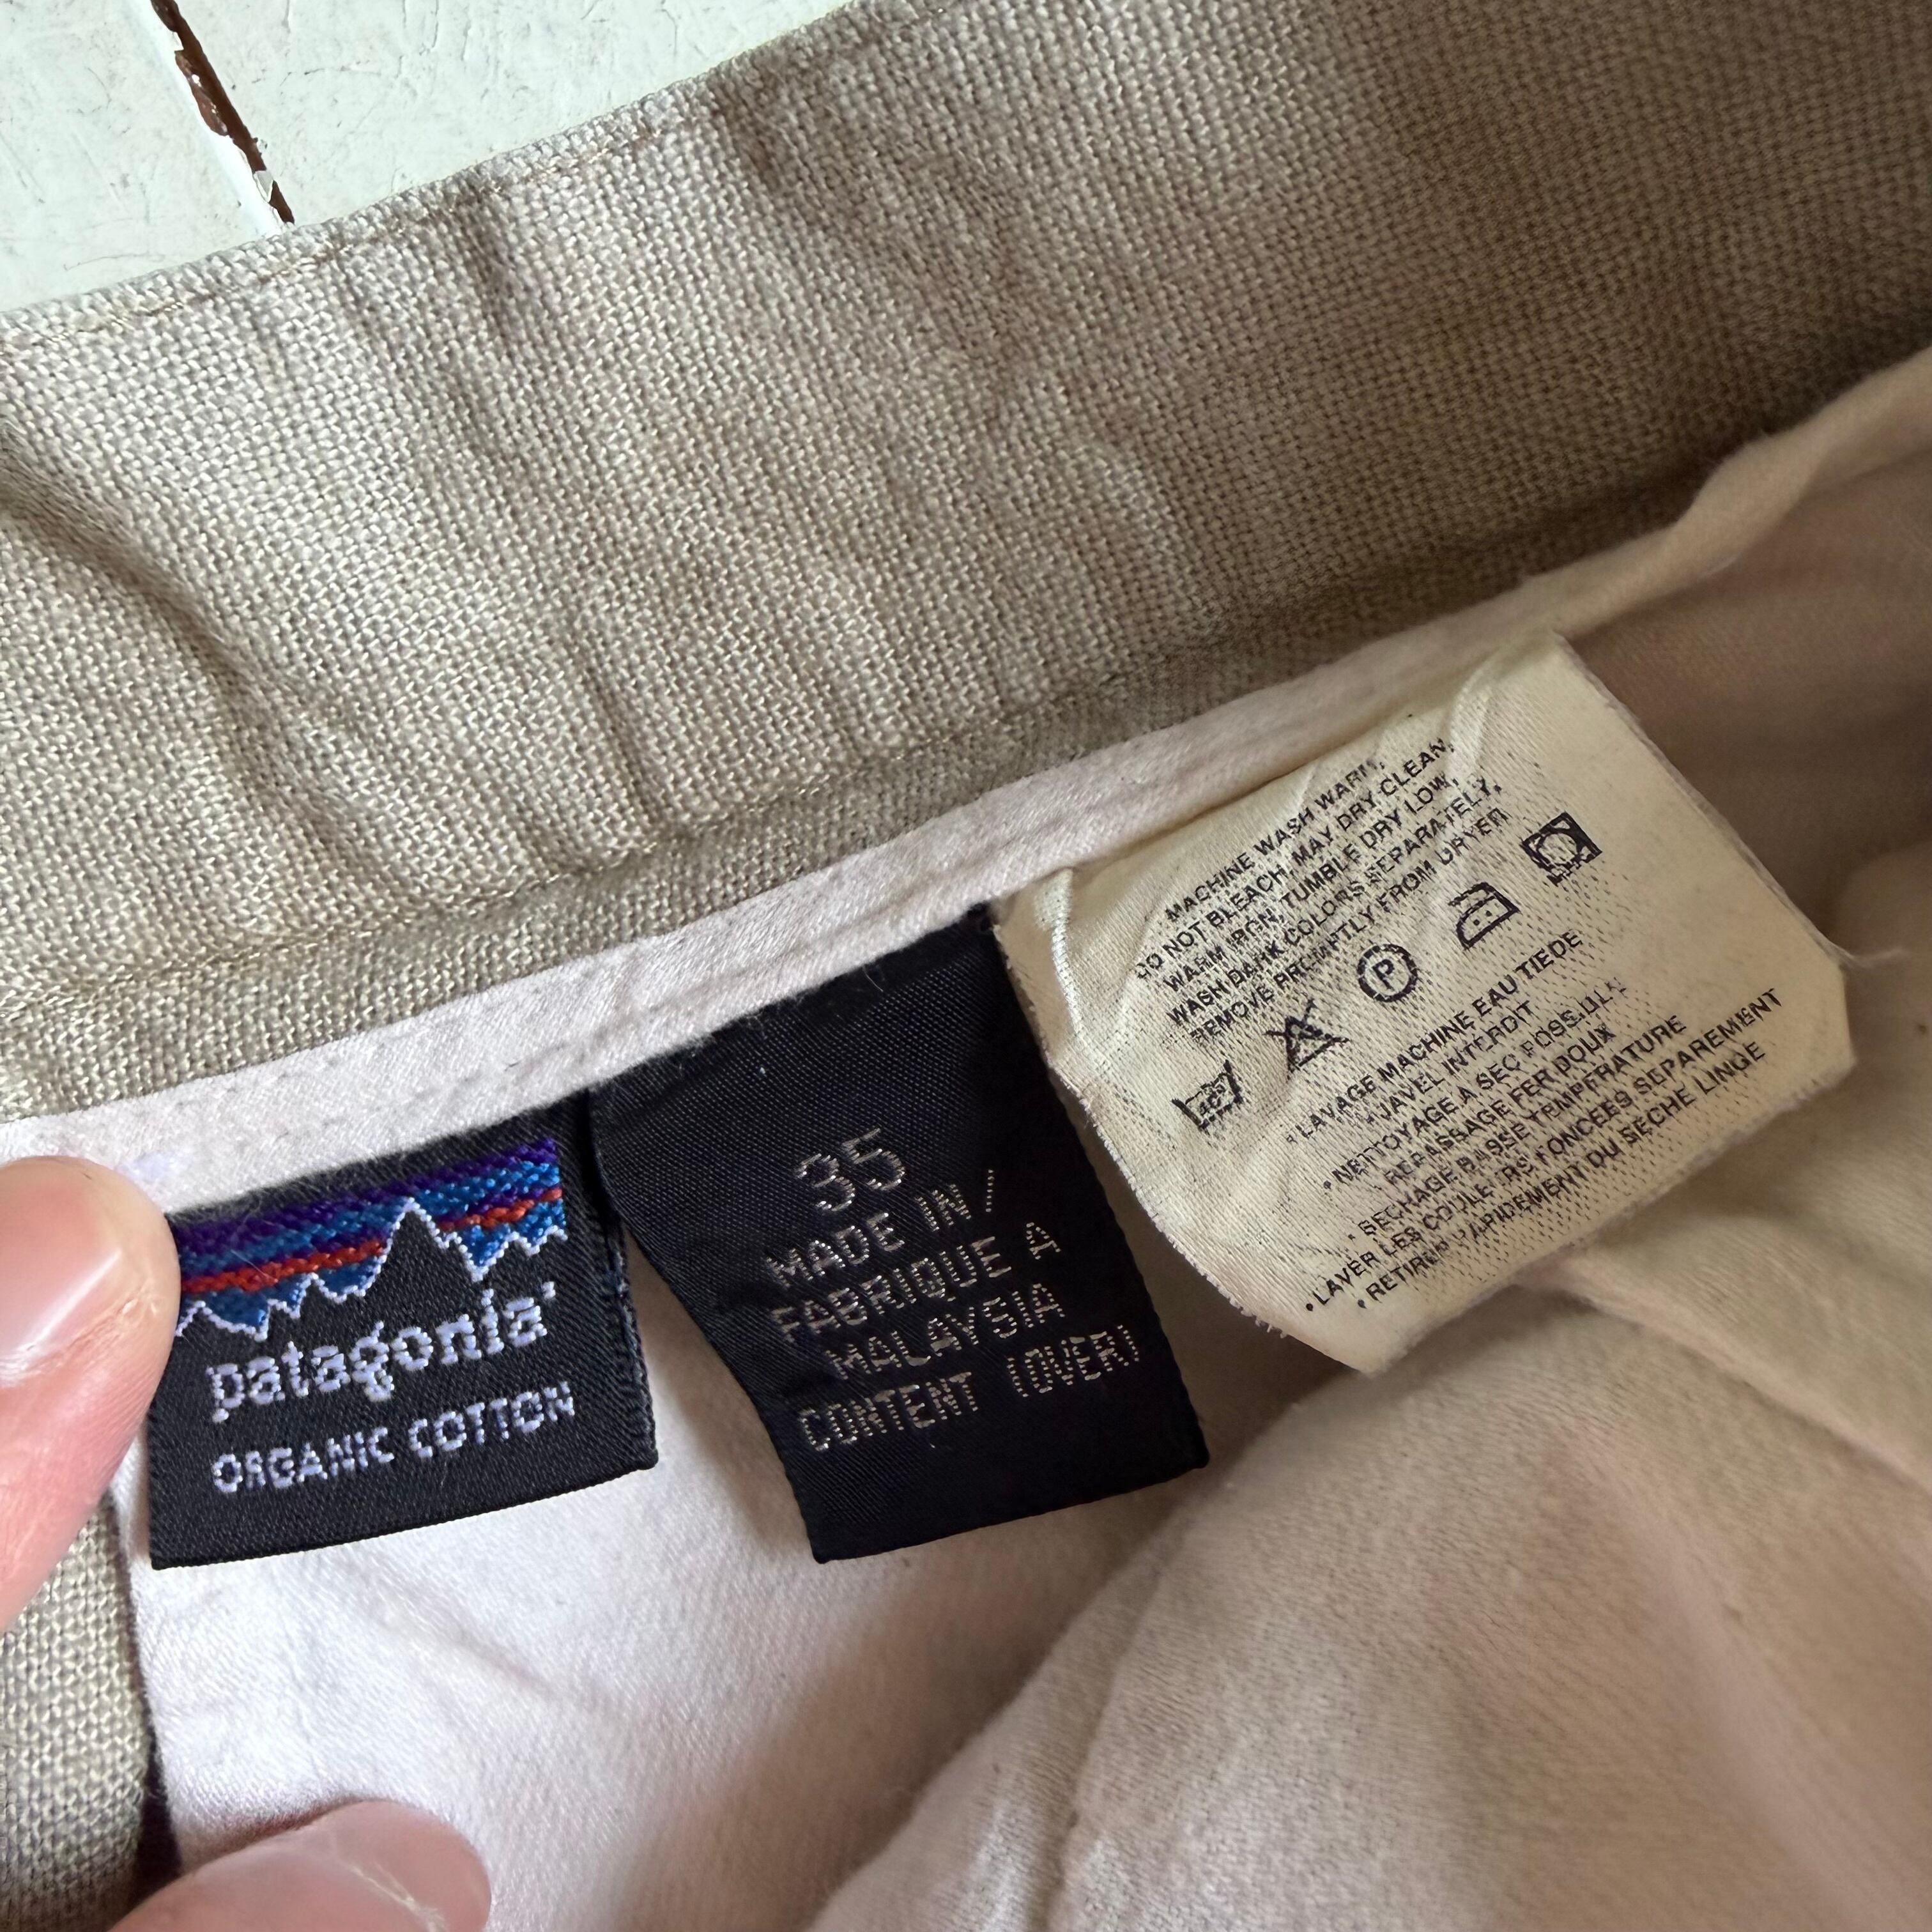 patagonia®
ORGANIC COTTON
35
MADE IN/
FABRIQUE A
MALAYSIA
CONTENT (OVER)
MACHINE WASH WARM,
DO NOT BLEACH, MAY DRY CLEAN,
WARM IRON, TUMBLE DRY LOW,
WASH DARK COLORS SEPARATELY,
REMOVE PROMPTLY FROM DRYER
P
• LAVAGE MACHINE EAU TIEDE
• JAVEL INTERDIT
• NETTOYAGE A SEC POSSIBLE
REPASSAGE FER DOUX
• SECHAGE BASSE TEMPERATURE
• LAVER LES COULEURS FONCEES SEPAREMENT
• RETIRER RAPIDEMENT DU SECHE LINGE